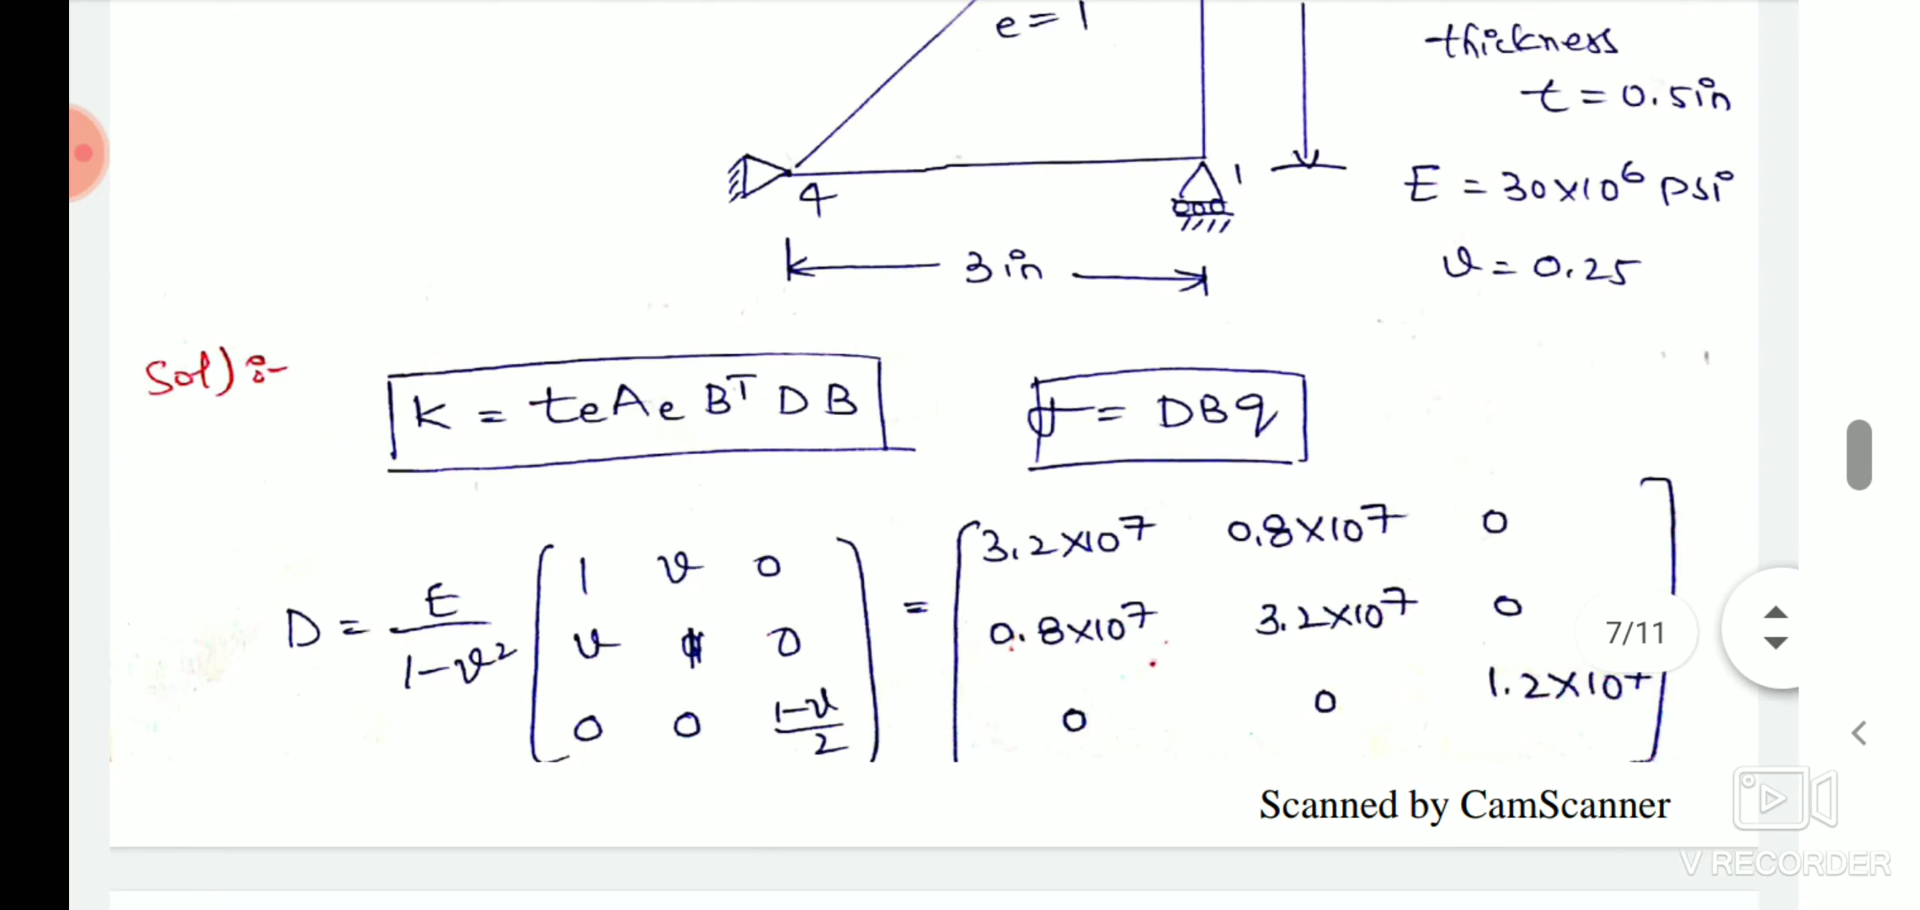 e = 1
thickness
t = 0.5in
E = 30×10⁶ psi
4
1
3 in
ν = 0.25
Sol):-
k = teAe Bᵀ D B
σ = DBq
D = E/(1-ν²) [1 ν 0; ν 1 0; 0 0 (1-ν)/2] = [3.2×10⁷ 0.8×10⁷ 0; 0.8×10⁷ 3.2×10⁷ 0; 0 0 1.2×10⁷]
7/11
Scanned by CamScanner
V RECORDER